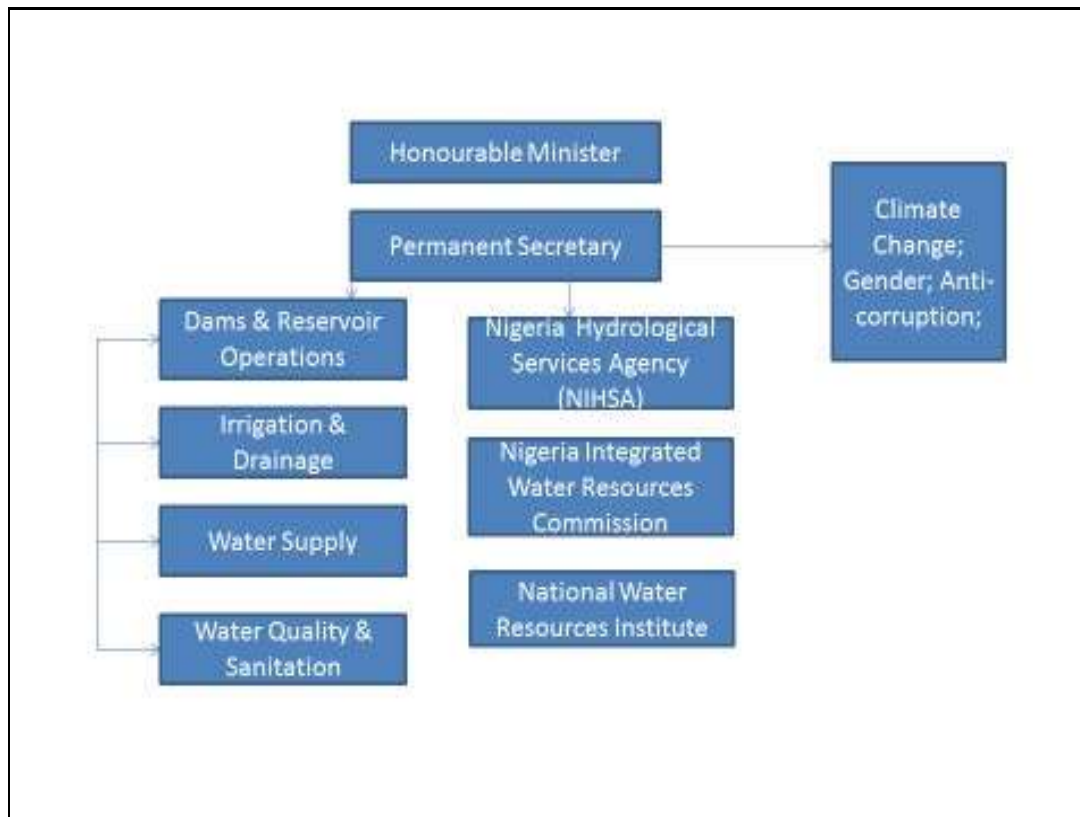 Honourable Minister
Permanent Secretary
Climate
Change;
Gender; Anti-
corruption;
Dams & Reservoir
Operations
Irrigation &
Drainage
Water Supply
Water Quality &
Sanitation
Nigeria Hydrological
Services Agency
(NIHSA)
Nigeria Integrated
Water Resources
Commission
National Water
Resources Institute